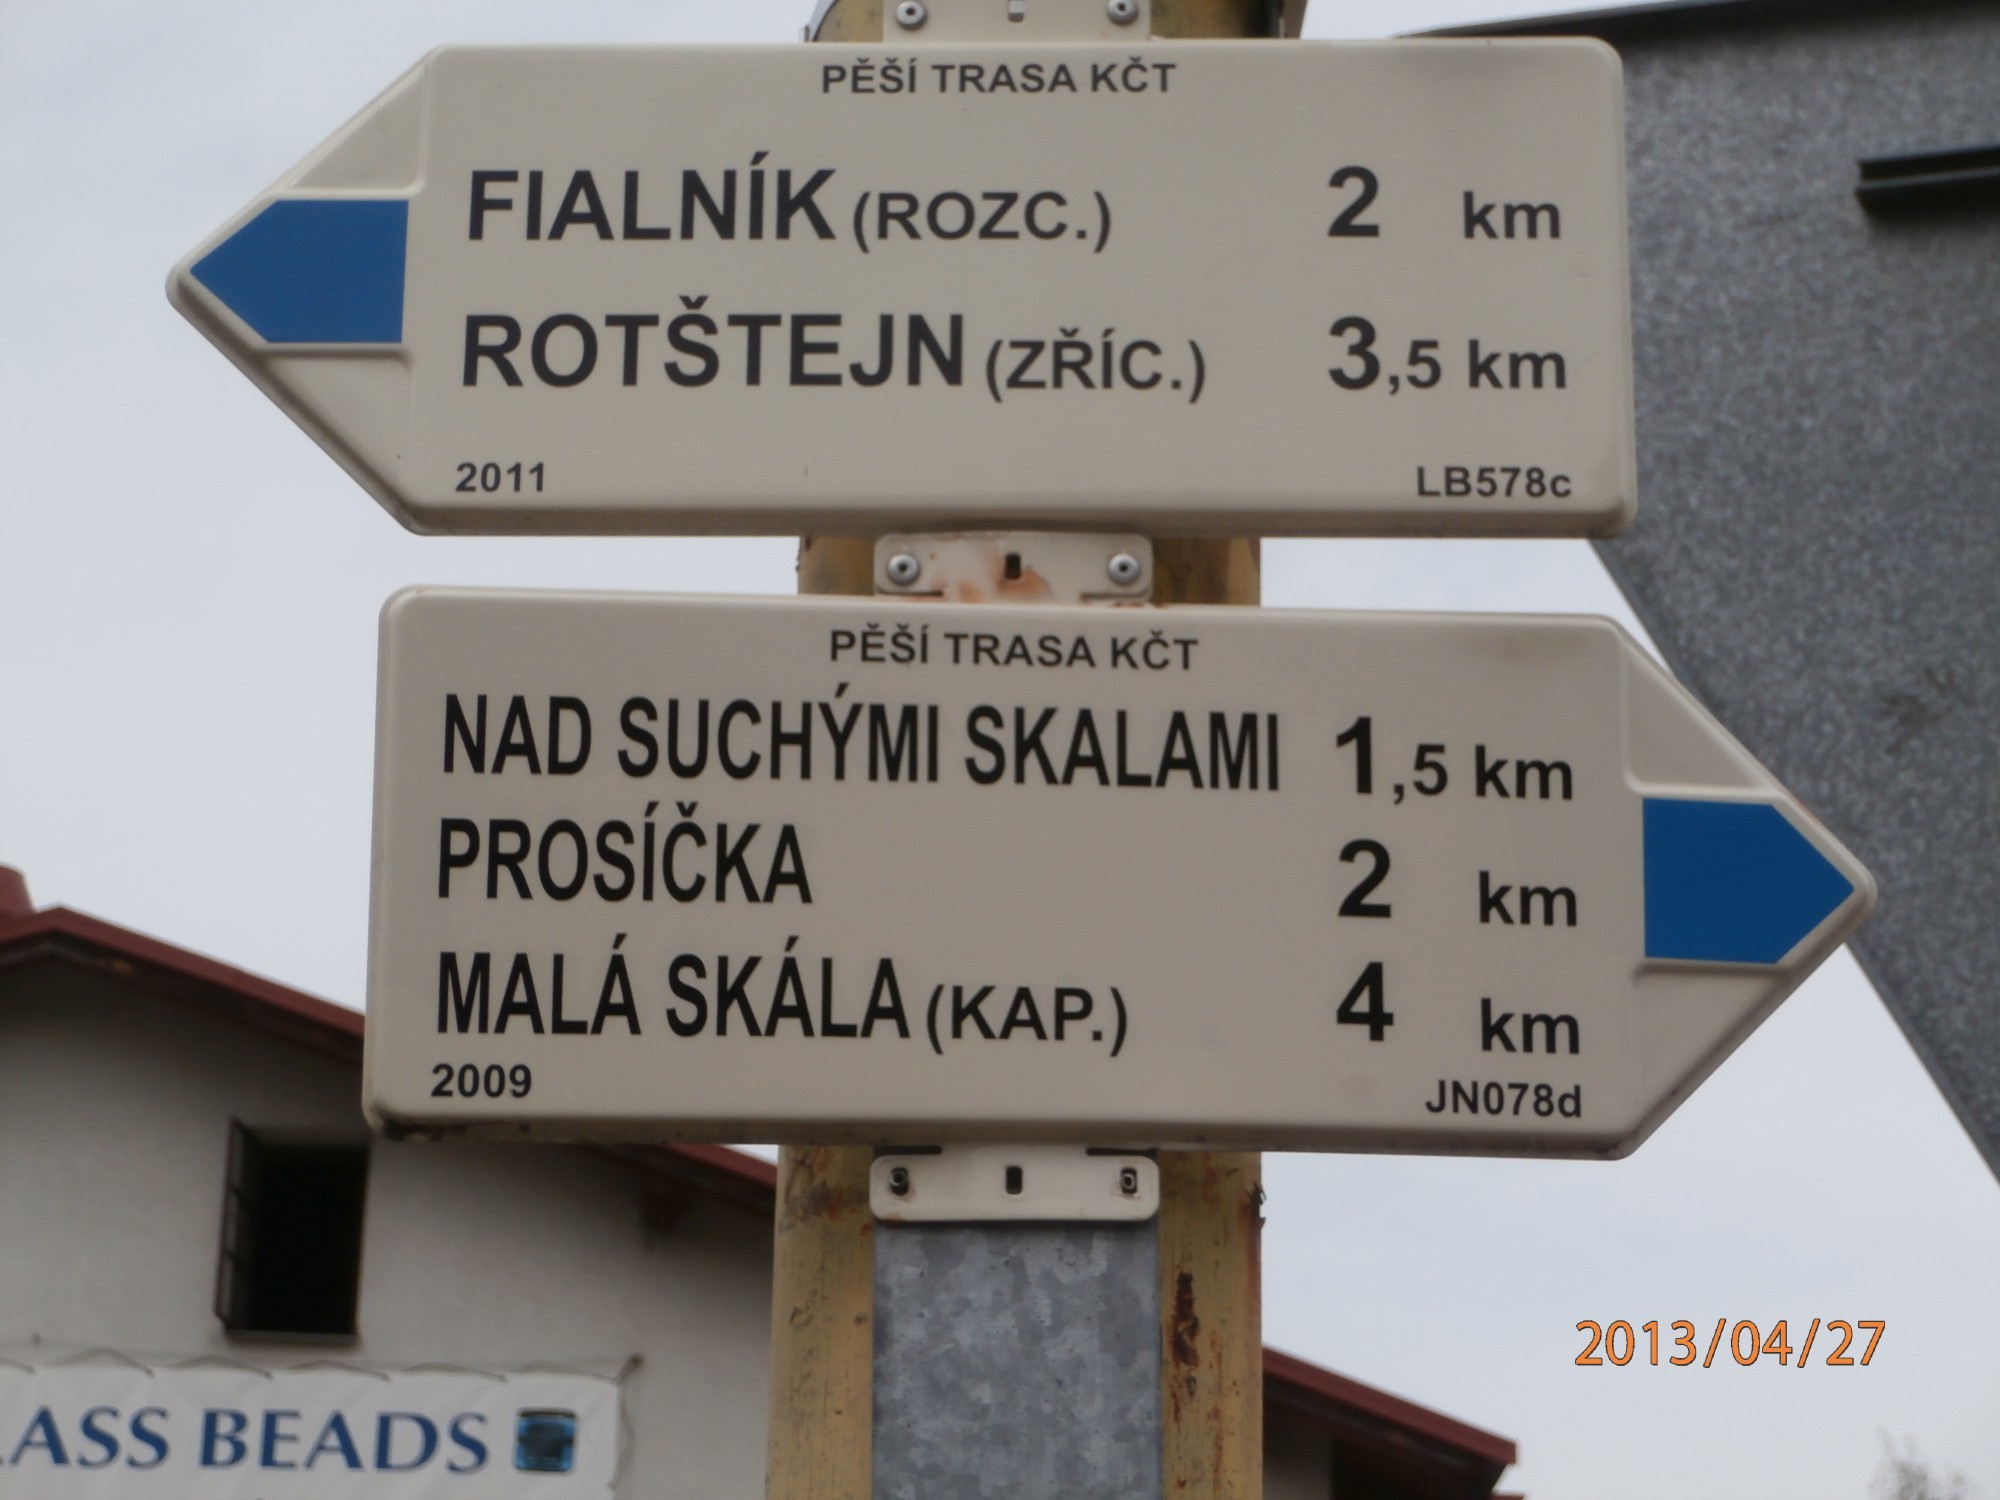 PĚŠÍ TRASA KČT
FIALNÍK (ROZC.) 2 km
ROTŠTEJN (ZŘÍC.) 3,5 km
2011 LB578c
PĚŠÍ TRASA KČT
NAD SUCHÝMI SKALAMI 1,5 km
PROSÍČKA 2 km
MALÁ SKÁLA (KAP.) 4 km
2009 JN078d
2013/04/27
LASS BEADS